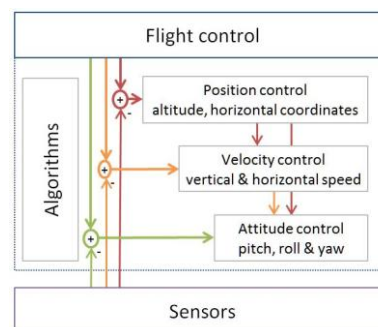 Flight control
Algorithms
+
-
Position control
altitude, horizontal coordinates
+
-
Velocity control
vertical & horizontal speed
+
-
Attitude control
pitch, roll & yaw
Sensors